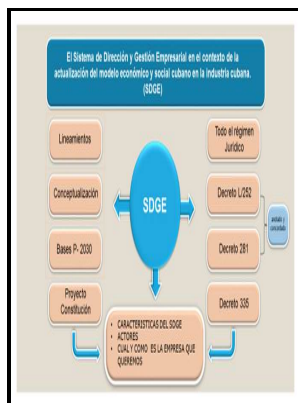 El Sistema de Dirección y Gestión Empresarial en el contexto de la
actualización del modelo económico y social cubano en la industria cubana.
(SDGE)
Lineamientos
Conceptualización
Bases P- 2030
Proyecto
Constitución
SDGE
Todo el régimen
Jurídico
Decreto L/252
Decreto 281
Decreto 335
• CARACTERISTICAS DEL SDGE
• ACTORES
• CUAL Y COMO ES LA EMPRESA QUE
QUEREMOS